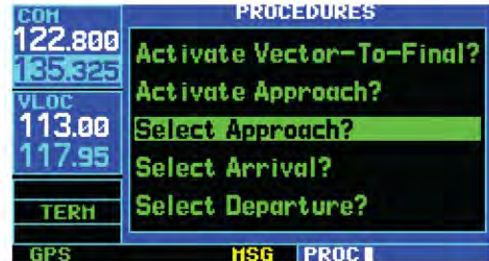 COM
122.800
135.325
VLOC
113.00
117.95
TERM
GPS
PROCEDURES
Activate Vector-To-Final?
Activate Approach?
Select Approach?
Select Arrival?
Select Departure?
MSG
PROC